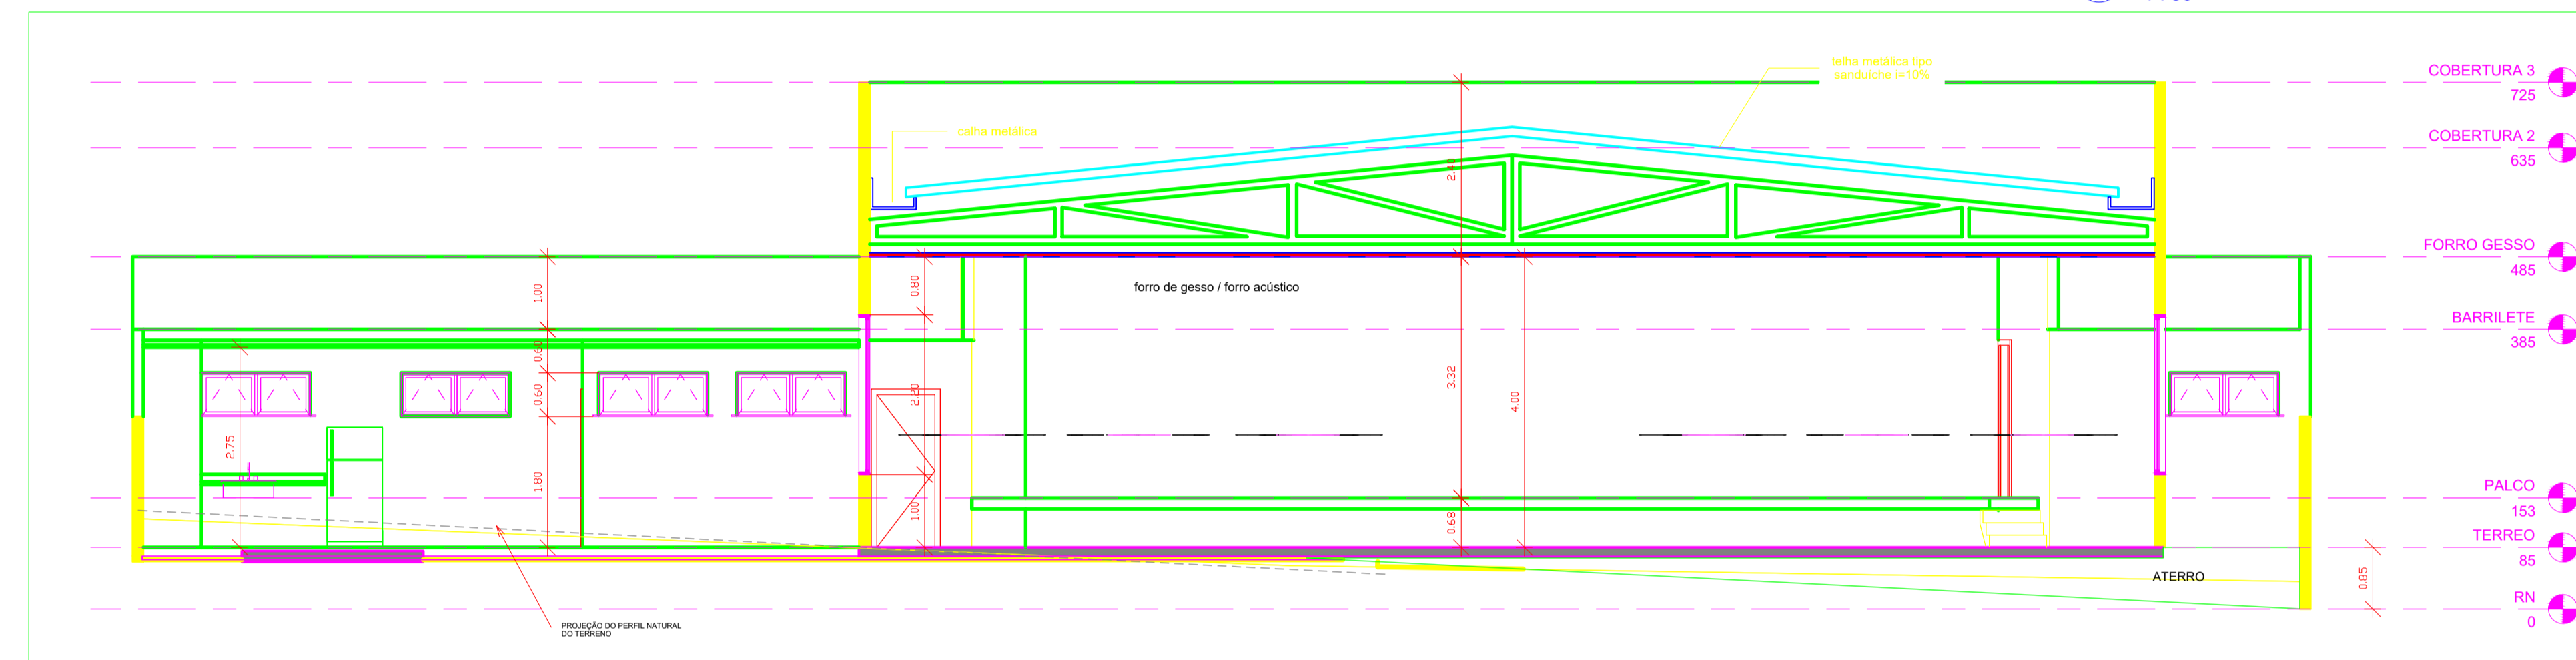 COBERTURA 3
725
telha metálica tipo
sanduíche I=10%
calha metálica
COBERTURA 2
635
2.40
FORRO GESSO
485
forro de gesso / forro acústico
1.00
0.80
BARRILETE
385
0.60
0.60
2.20
3.32
4.00
2.75
1.80
1.00
0.68
PALCO
153
TERREO
85
ATERRO
0.85
RN
0
PROJEÇÃO DO PERFIL NATURAL
DO TERRENO